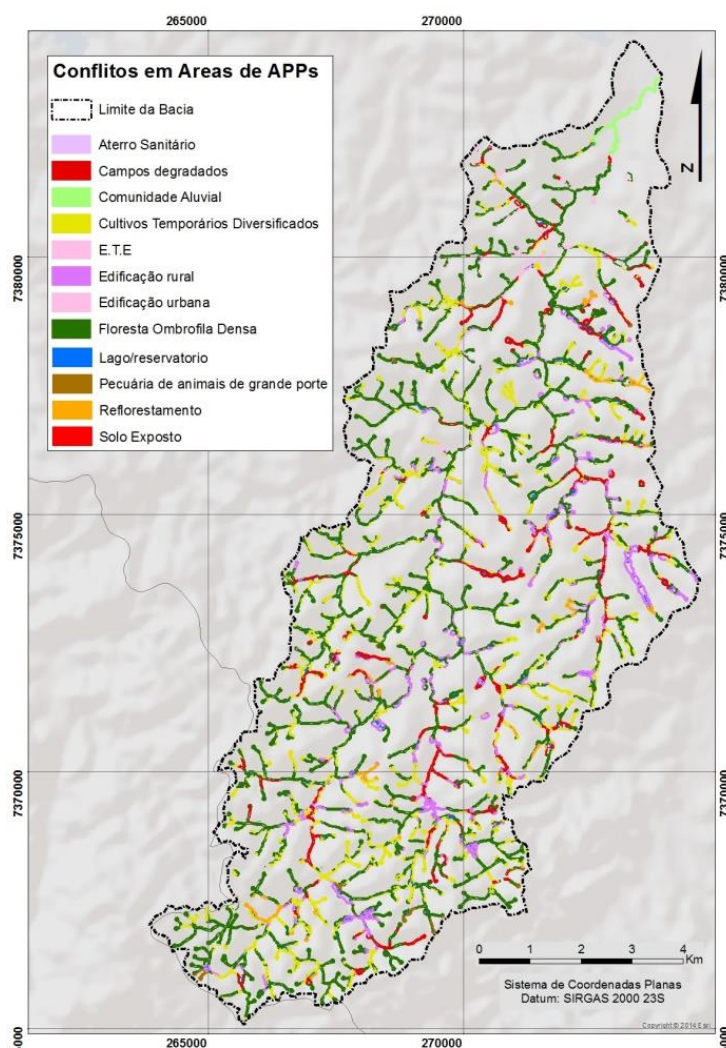 265000
270000
Conflitos em Areas de APPs
Limite da Bacia
Aterro Sanitário
Campos degradados
Comunidade Aluvial
Cultivos Temporários Diversificados
E.T.E
Edificação rural
Edificação urbana
Floresta Ombrofila Densa
Lago/reservatorio
Pecuária de animais de grande porte
Reflorestamento
Solo Exposto
N
7380000
7380000
7375000
7375000
7370000
7370000
0 1 2 3 4
Km
Sistema de Coordenadas Planas
Datum: SIRGAS 2000 23S
Copyright © 2014 Esri
265000
270000